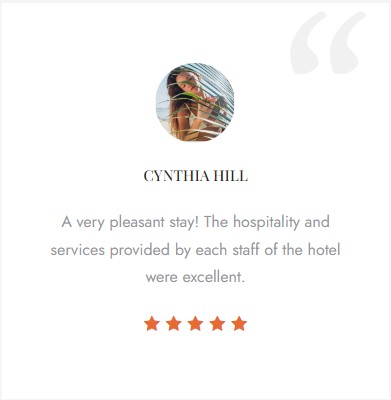 CYNTHIA HILL
A very pleasant stay! The hospitality and
services provided by each staff of the hotel
were excellent.